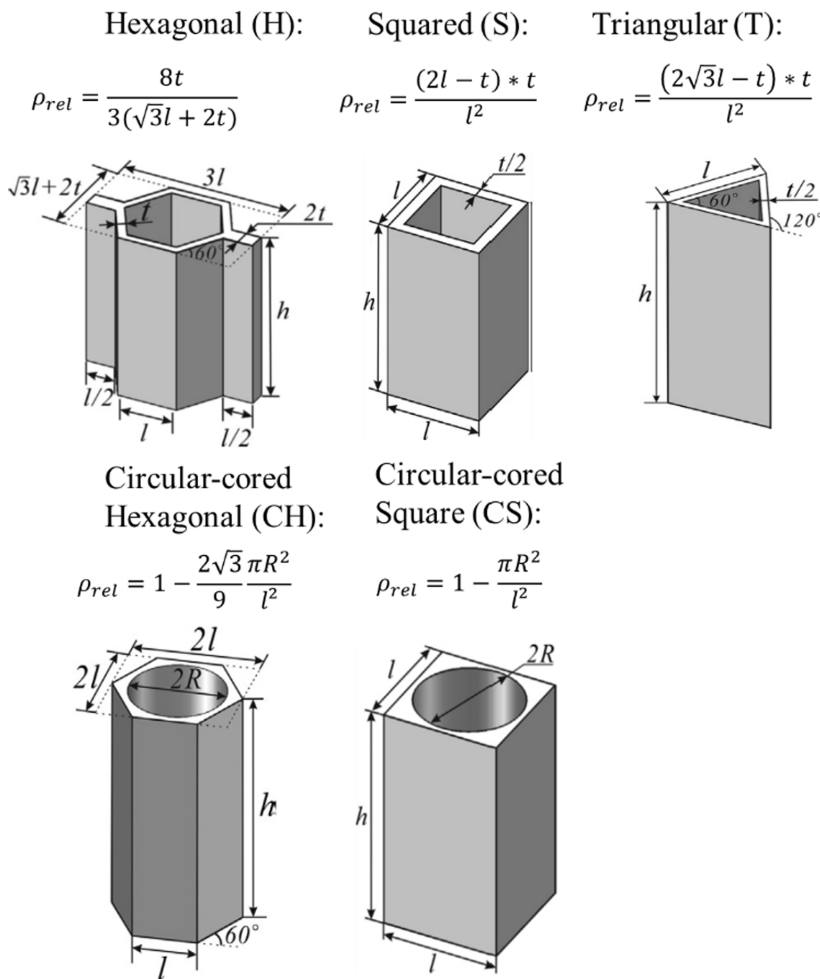 Hexagonal (H): Squared (S): Triangular (T):
ρ_rel = 8t / 3(√3l + 2t) ρ_rel = (2l − t) * t / l² ρ_rel = (2√3l − t) * t / l²
√3l+2t 3l t 2t 60° h l/2 l l/2
l t/2 h l
l 60° t/2 120° h
Circular-cored Circular-cored
Hexagonal (CH): Square (CS):
ρ_rel = 1 − 2√3/9 πR²/l² ρ_rel = 1 − πR²/l²
2l 2l 2R h 60° l
l 2R h l